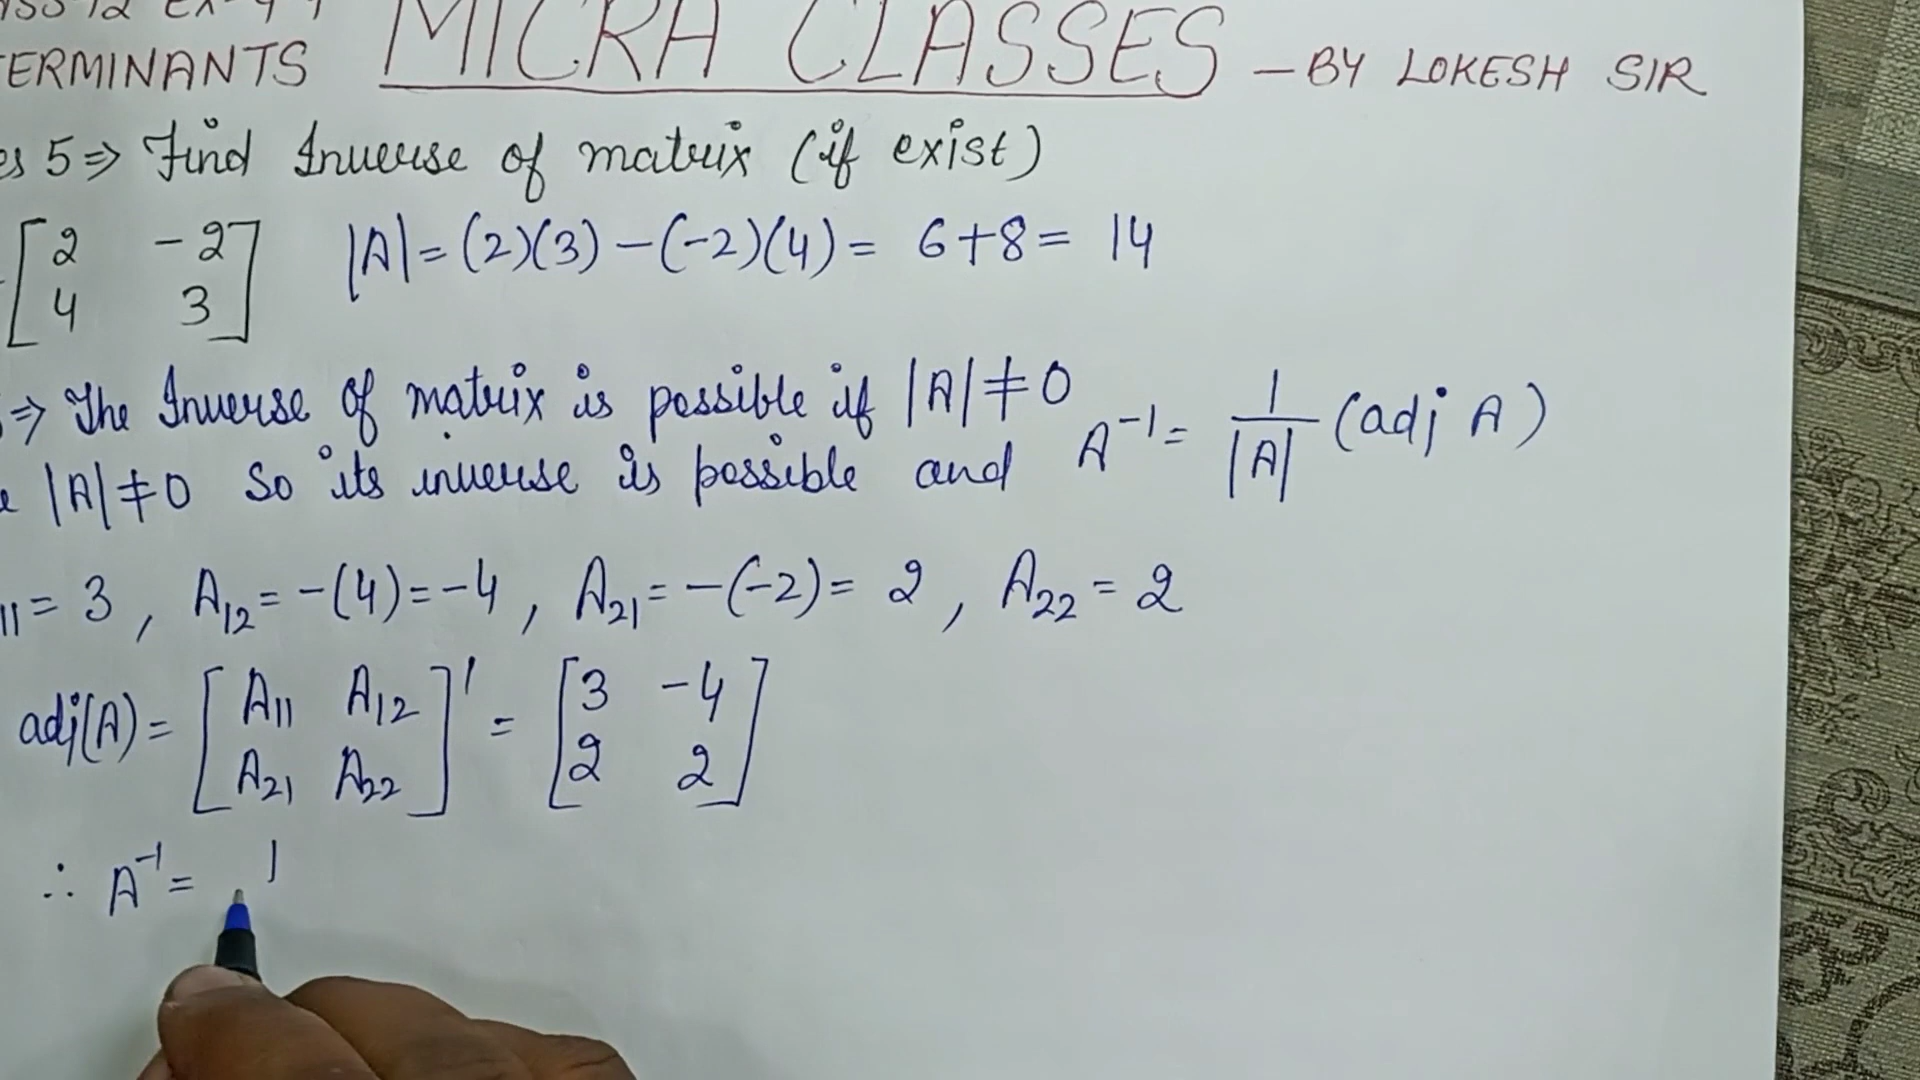 MICRA CLASSES
ERMINANTS — BY LOKESH SIR
5 ⇒ Find Inverse of matrix (if exist)
[2 -2] |A| = (2)(3) - (-2)(4) = 6+8 = 14
[4 3]
⇒ The Inverse of matrix is possible if |A| ≠ 0
|A| ≠ 0 So its inverse is possible and A⁻¹ = 1/|A| (adj A)
11 = 3, A12 = -(4) = -4, A21 = -(-2) = 2, A22 = 2
adj(A) = [A11 A12]' = [3 -4]
[A21 A22] [2 2]
∴ A⁻¹ = 1